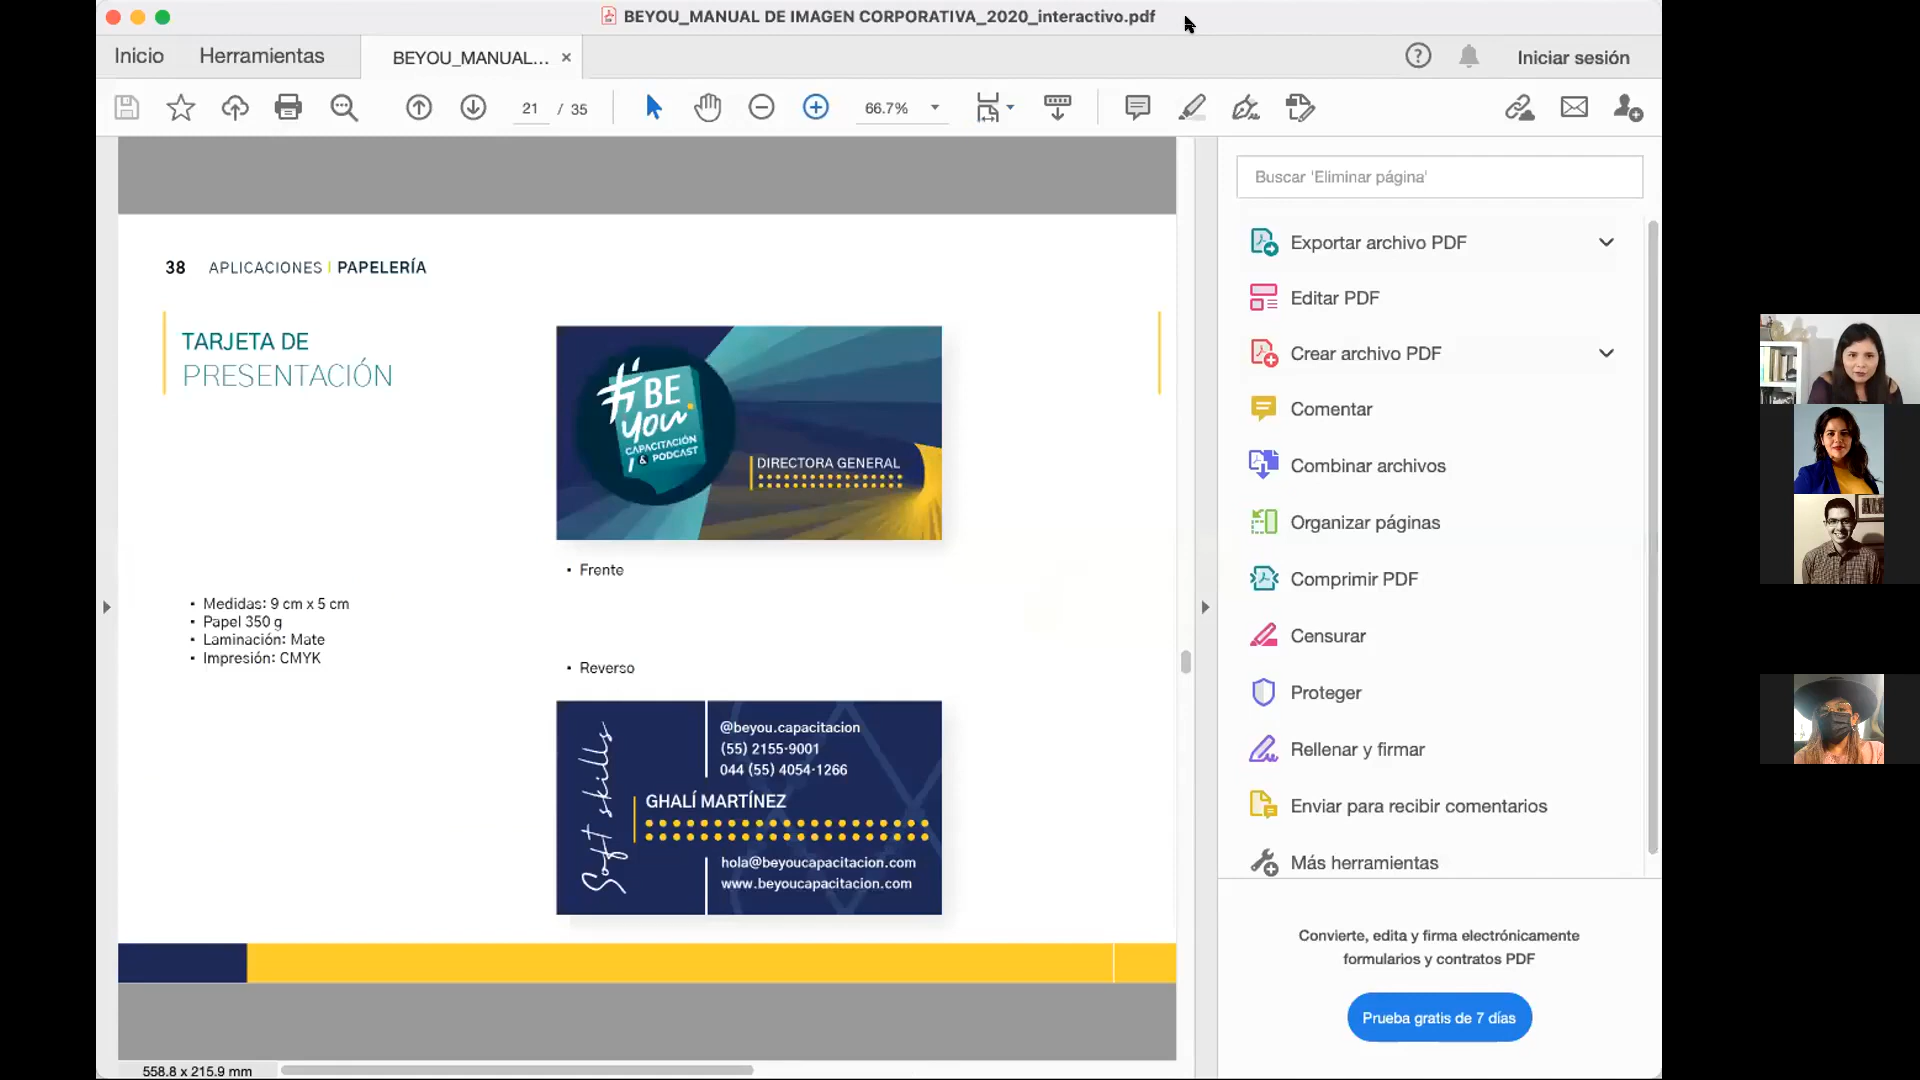 BEYOU_MANUAL DE IMAGEN CORPORATIVA_2020_interactivo.pdf
Inicio
Herramientas
BEYOU_MANUAL...
Iniciar sesión
21 / 35
66.7%
38 APLICACIONES | PAPELERÍA
TARJETA DE
PRESENTACIÓN
• Medidas: 9 cm x 5 cm
• Papel 350 g
• Laminación: Mate
• Impresión: CMYK
#BE
YOU
CAPACITACIÓN
& PODCAST
DIRECTORA GENERAL
• Frente
• Reverso
Soft skills
@beyou.capacitacion
(55) 2155-9001
044 (55) 4054-1266
GHALÍ MARTÍNEZ
hola@beyoucapacitacion.com
www.beyoucapacitacion.com
558.8 x 215.9 mm
Buscar 'Eliminar página'
Exportar archivo PDF
Editar PDF
Crear archivo PDF
Comentar
Combinar archivos
Organizar páginas
Comprimir PDF
Censurar
Proteger
Rellenar y firmar
Enviar para recibir comentarios
Más herramientas
Convierte, edita y firma electrónicamente
formularios y contratos PDF
Prueba gratis de 7 días